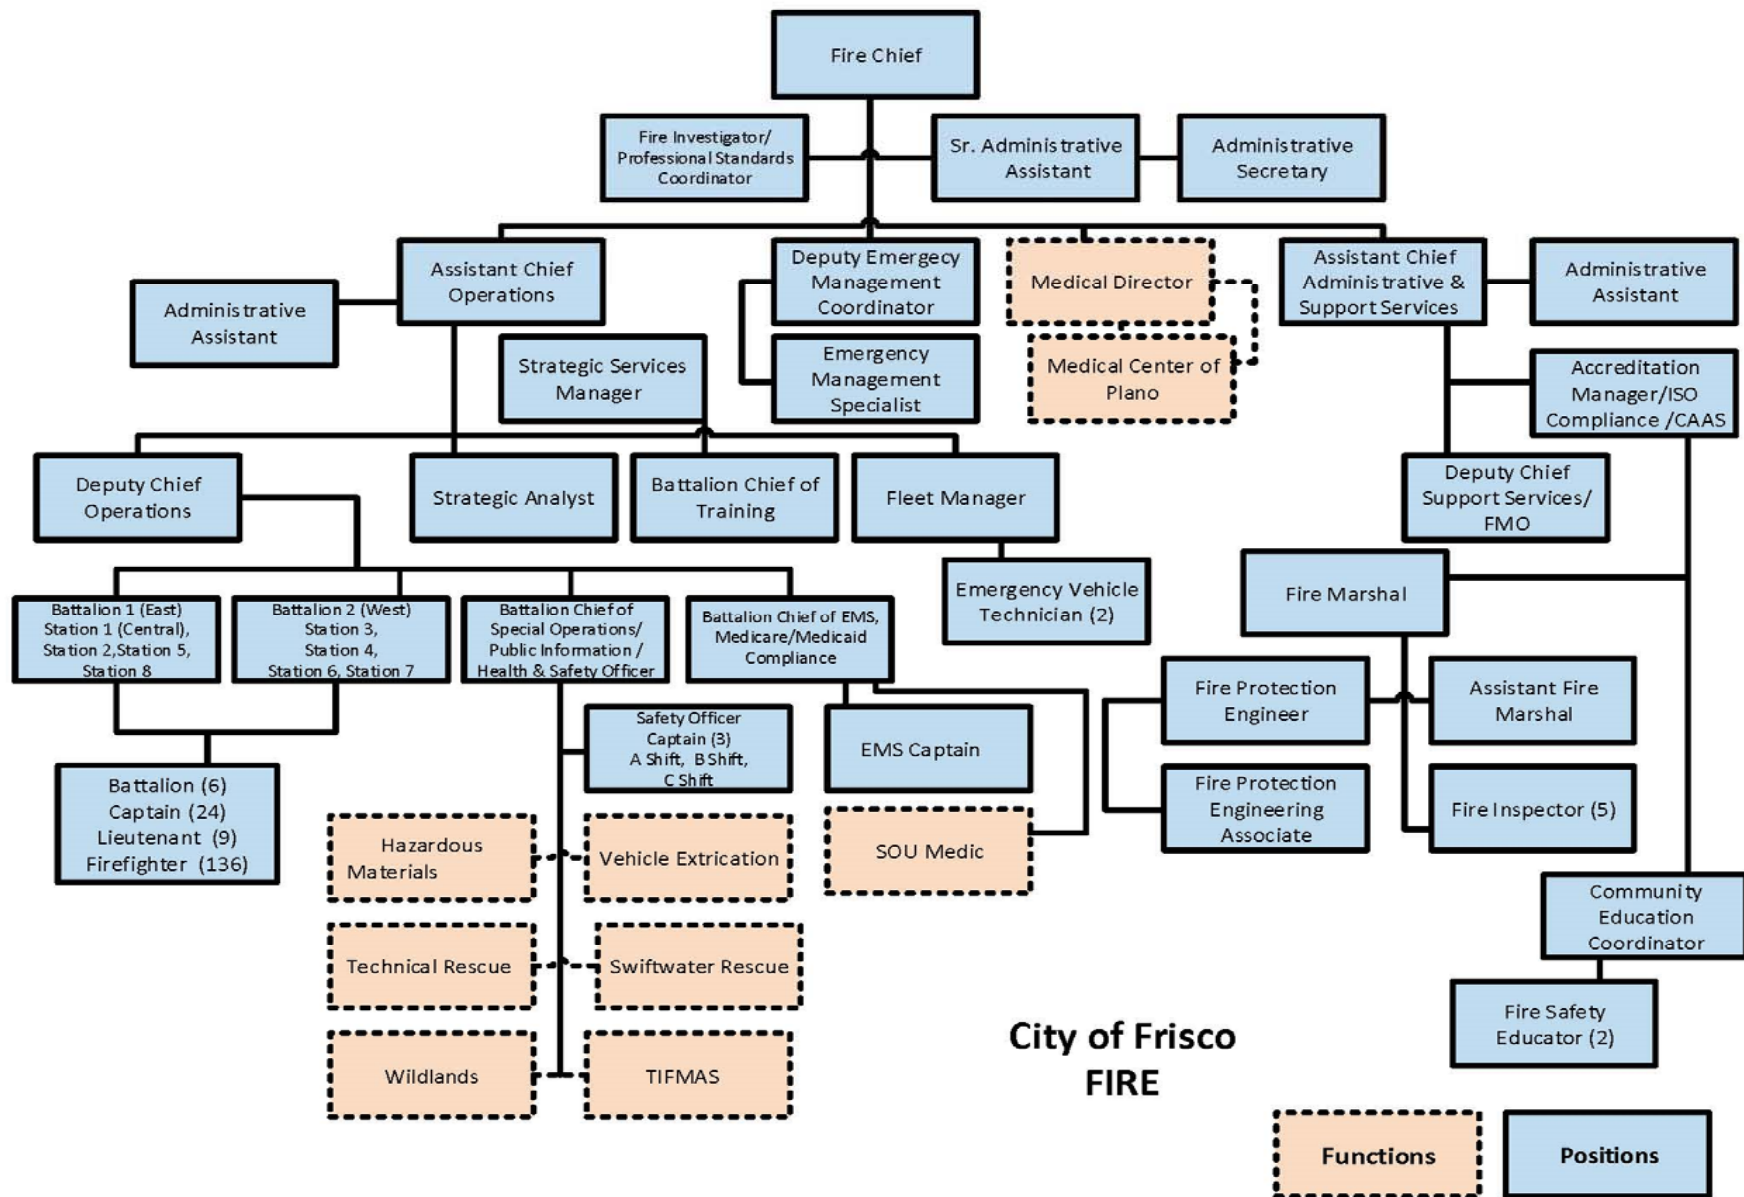 Fire Chief
Fire Investigator/
Professional Standards
Coordinator
Sr. Administrative
Assistant
Administrative
Secretary
Assistant Chief
Operations
Deputy Emergecy
Management
Coordinator
Medical Director
Assistant Chief
Administrative &
Support Services
Administrative
Assistant
Administrative
Assistant
Strategic Services
Manager
Emergency
Management
Specialist
Medical Center of
Plano
Accreditation
Manager/ISO
Compliance /CAAS
Deputy Chief
Operations
Strategic Analyst
Battalion Chief of
Training
Fleet Manager
Deputy Chief
Support Services/
FMO
Emergency Vehicle
Technician (2)
Fire Marshal
Battalion 1 (East)
Station 1 (Central),
Station 2,Station 5,
Station 8
Battalion 2 (West)
Station 3,
Station 4,
Station 6, Station 7
Battalion Chief of
Special Operations/
Public Information /
Health & Safety Officer
Battalion Chief of EMS,
Medicare/Medicaid
Compliance
Fire Protection
Engineer
Assistant Fire
Marshal
Safety Officer
Captain (3)
A Shift, B Shift,
C Shift
EMS Captain
Battalion (6)
Captain (24)
Lieutenant (9)
Firefighter (136)
Fire Protection
Engineering
Associate
Fire Inspector (5)
Hazardous
Materials
Vehicle Extrication
SOU Medic
Community
Education
Coordinator
Technical Rescue
Swiftwater Rescue
Fire Safety
Educator (2)
Wildlands
TIFMAS
City of Frisco
FIRE
Functions
Positions